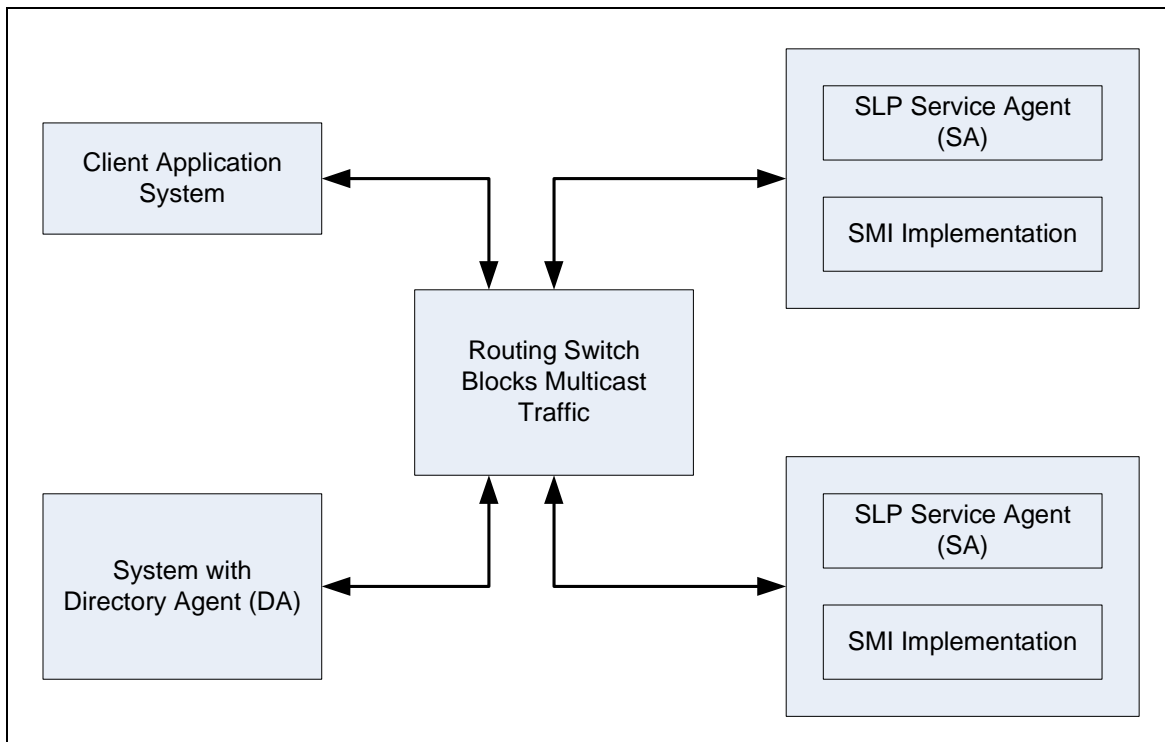 Client Application
System
SLP Service Agent
(SA)
SMI Implementation
Routing Switch
Blocks Multicast
Traffic
System with
Directory Agent (DA)
SLP Service Agent
(SA)
SMI Implementation